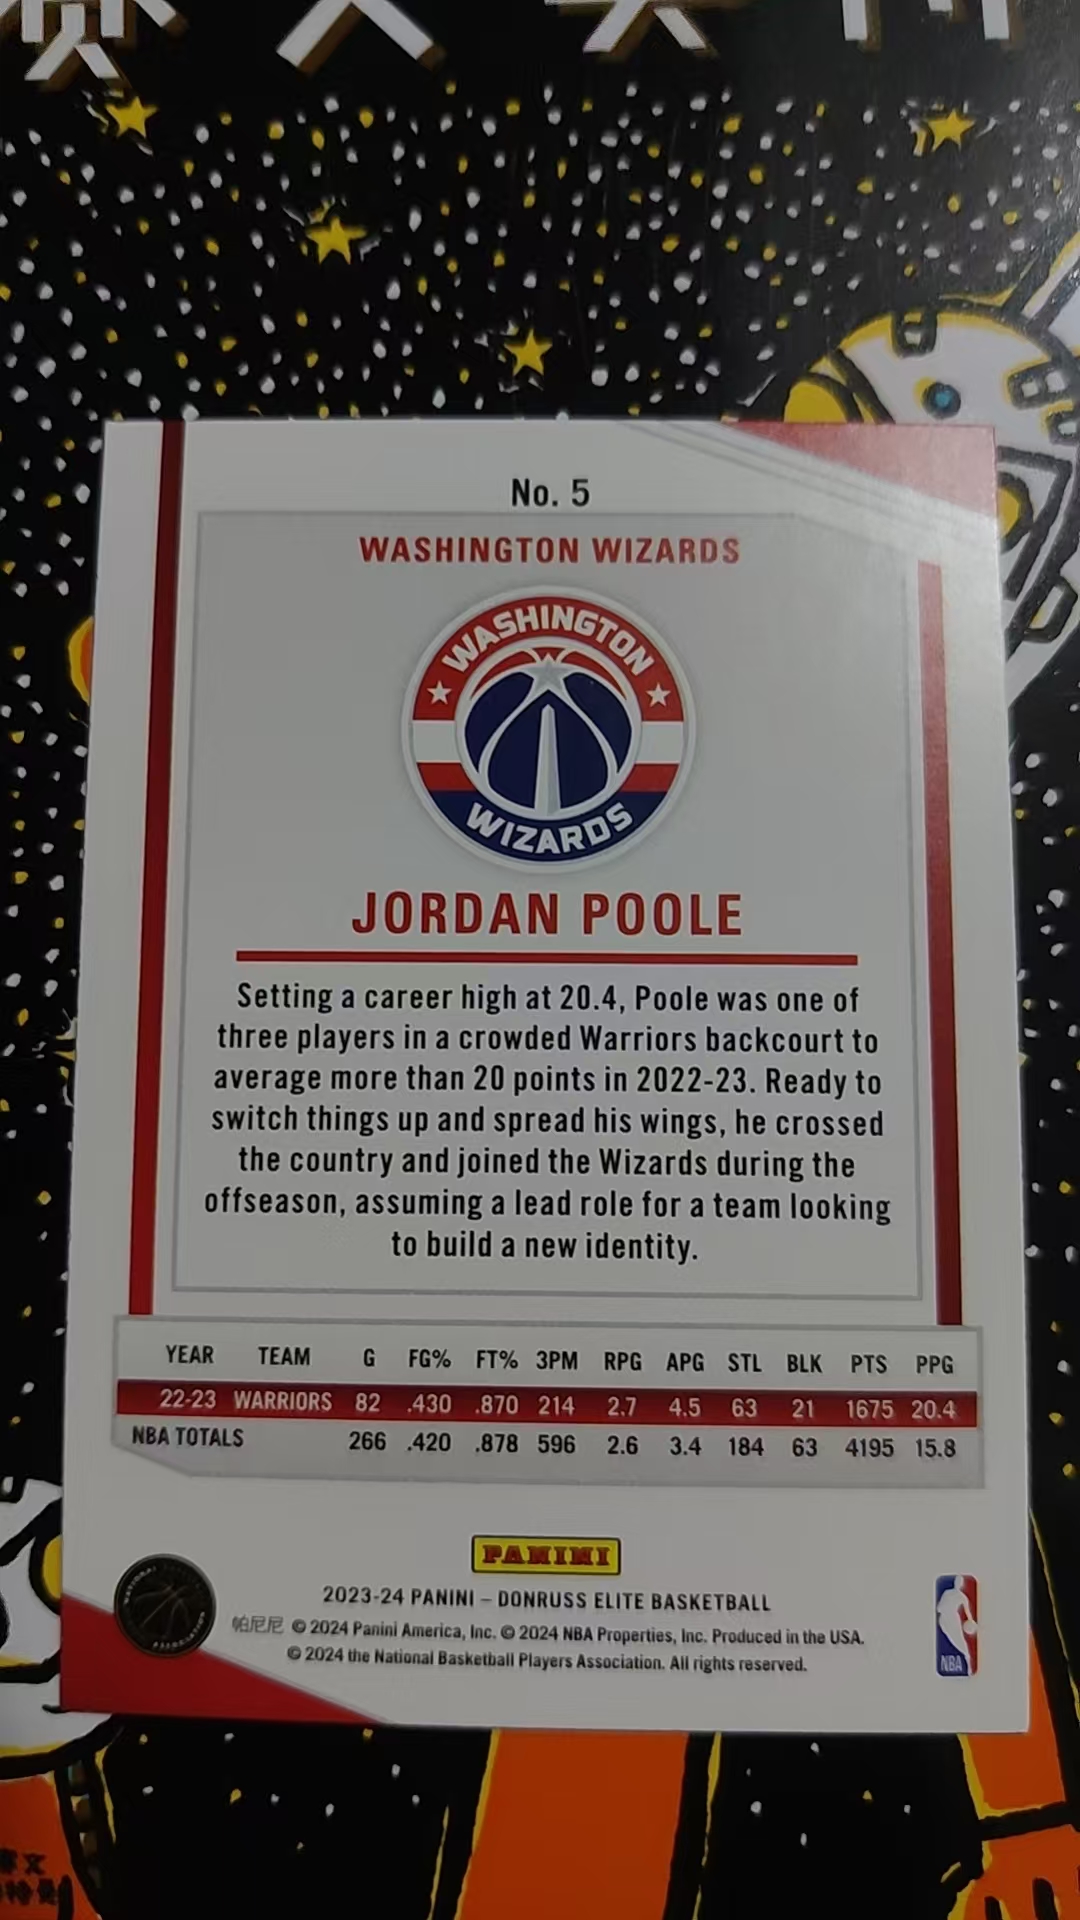 No. 5
WASHINGTON WIZARDS
WASHINGTON
WIZARDS
JORDAN POOLE
Setting a career high at 20.4, Poole was one of
three players in a crowded Warriors backcourt to
average more than 20 points in 2022-23. Ready to
switch things up and spread his wings, he crossed
the country and joined the Wizards during the
offseason, assuming a lead role for a team looking
to build a new identity.
YEAR TEAM G FG% FT% 3PM RPG APG STL BLK PTS PPG
22-23 WARRIORS 82 .430 .870 214 2.7 4.5 63 21 1675 20.4
NBA TOTALS 266 .420 .878 596 2.6 3.4 184 63 4195 15.8
PANINI
2023-24 PANINI – DONRUSS ELITE BASKETBALL
帕尼尼 © 2024 Panini America, Inc. © 2024 NBA Properties, Inc. Produced in the USA.
© 2024 the National Basketball Players Association. All rights reserved.
NBA